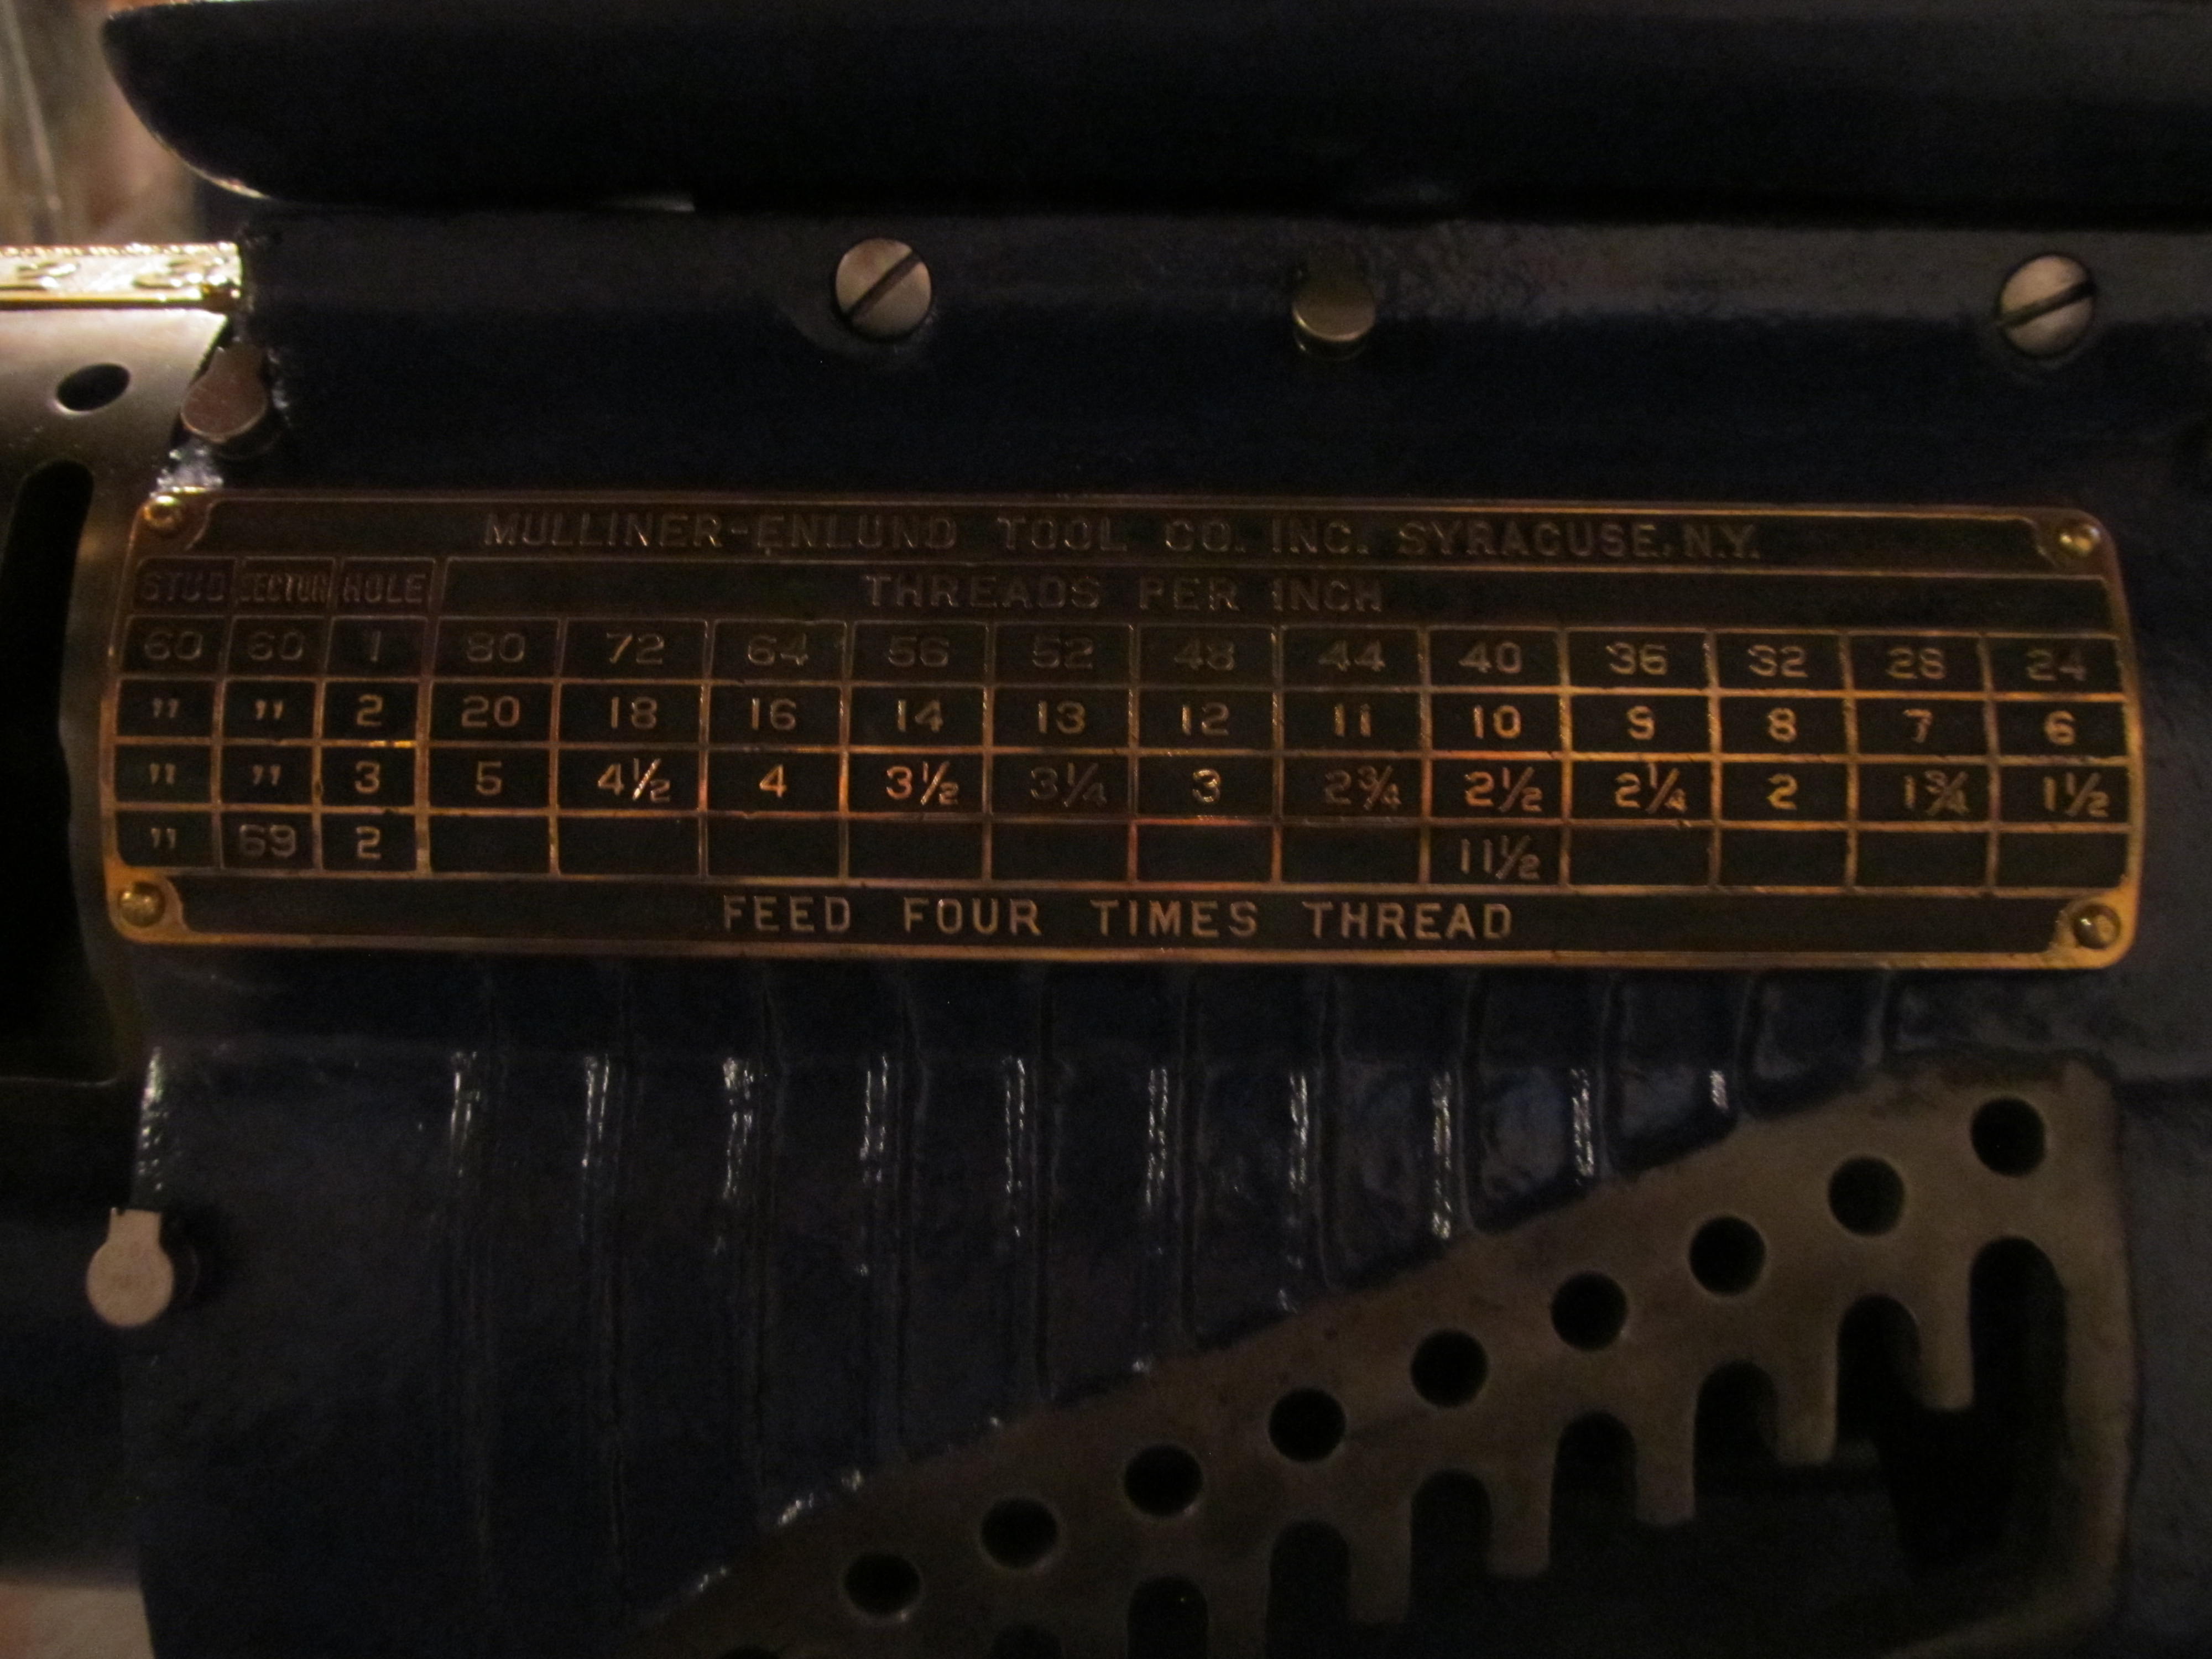 MULLINER-ENLUND TOOL CO. INC. SYRACUSE, N.Y.
STUD SECTOR HOLE THREADS PER INCH
60 60 1 80 72 64 56 52 48 44 40 36 32 28 24
" " 2 20 18 16 14 13 12 11 10 9 8 7 6
" " 3 5 4½ 4 3½ 3¼ 3 2¾ 2½ 2¼ 2 1¾ 1½
" 69 2 11½
FEED FOUR TIMES THREAD